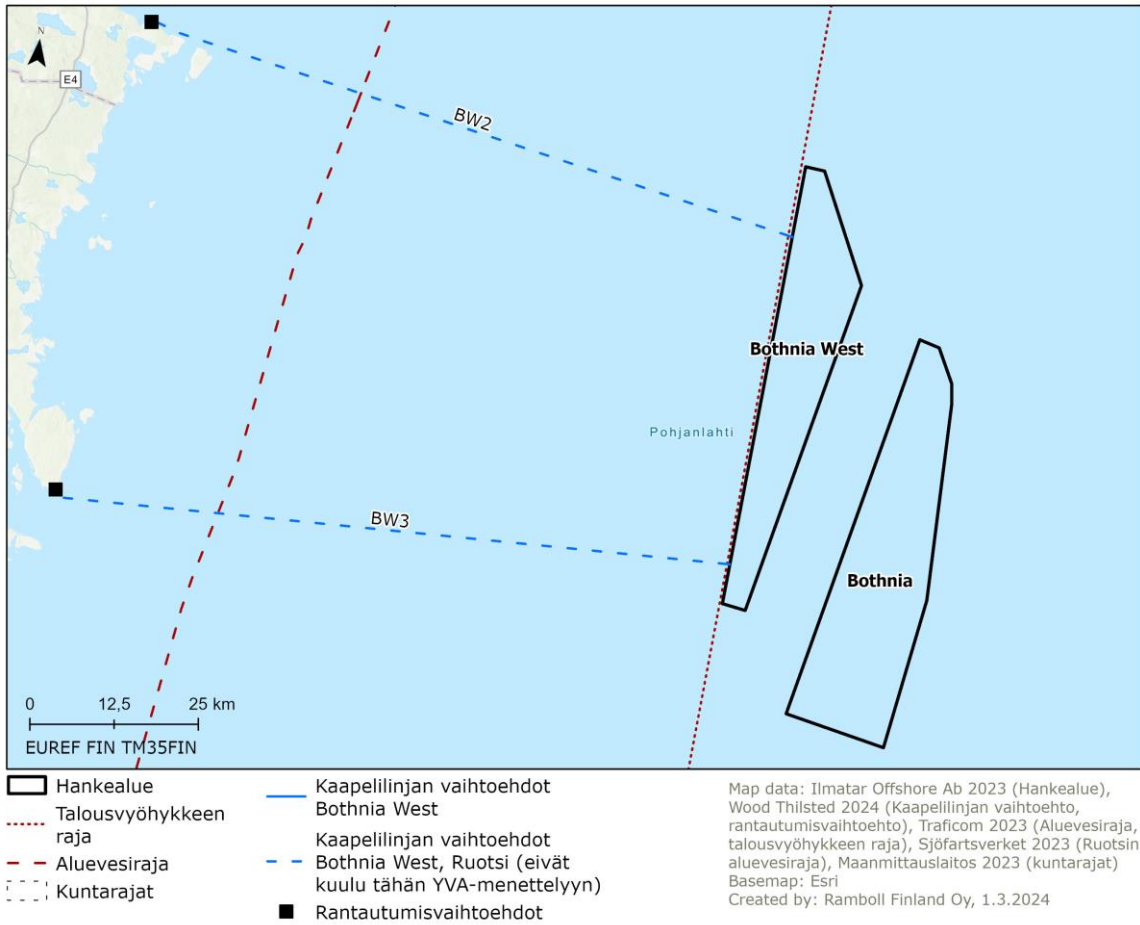 N
E4
BW2
Bothnia West
Pohjanlahti
BW3
Bothnia
0 12,5 25 km
EUREF FIN TM35FIN
Hankealue
Talousvyöhykkeen
raja
Aluevesiraja
Kuntarajat
Kaapelilinjan vaihtoehdot
Bothnia West
Kaapelilinjan vaihtoehdot
Bothnia West, Ruotsi (eivät
kuulu tähän YVA-menettelyyn)
Rantautumisvaihtoehdot
Map data: Ilmatar Offshore Ab 2023 (Hankealue),
Wood Thilsted 2024 (Kaapelilinjan vaihtoehto,
rantautumisvaihtoehto), Traficom 2023 (Aluevesiraja,
talousvyöhykkeen raja), Sjöfartsverket 2023 (Ruotsin
aluevesiraja), Maanmittauslaitos 2023 (kuntarajat)
Basemap: Esri
Created by: Ramboll Finland Oy, 1.3.2024